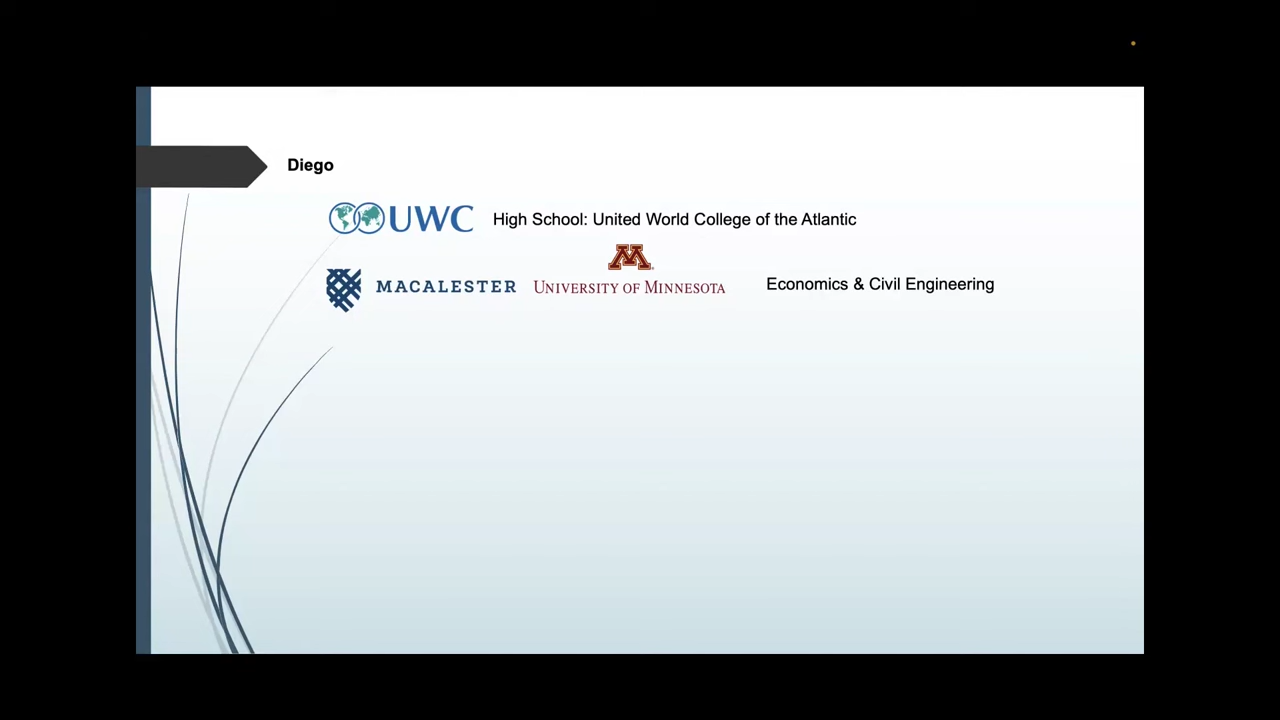 Diego
UWC High School: United World College of the Atlantic
M
MACALESTER UNIVERSITY OF MINNESOTA Economics & Civil Engineering